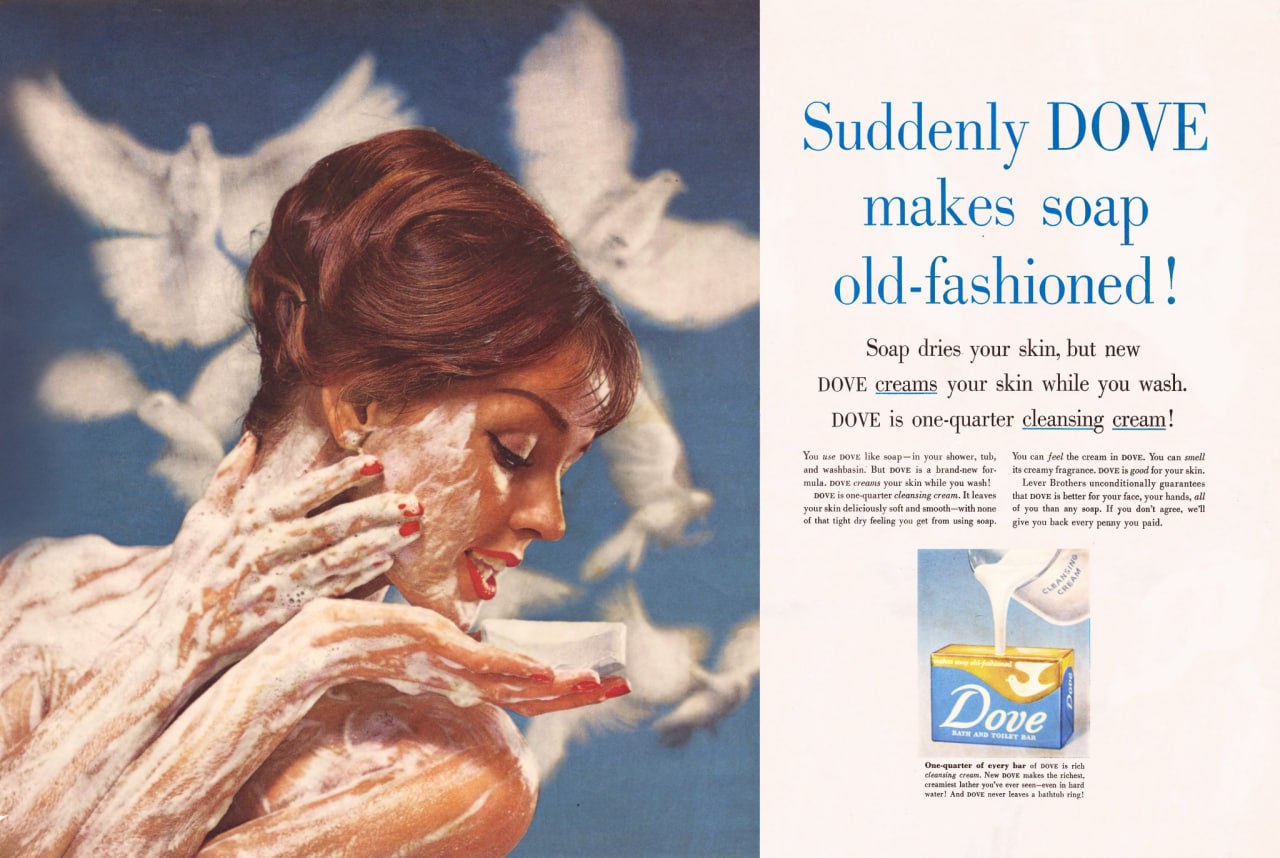 Suddenly DOVE
makes soap
old-fashioned!
Soap dries your skin, but new
DOVE creams your skin while you wash.
DOVE is one-quarter cleansing cream!
You use DOVE like soap—in your shower, tub,
and washbasin. But DOVE is a brand-new for-
mula. DOVE creams your skin while you wash!
DOVE is one-quarter cleansing cream. It leaves
your skin deliciously soft and smooth—with none
of that tight dry feeling you get from using soap.
You can feel the cream in DOVE. You can smell
its creamy fragrance. DOVE is good for your skin.
Lever Brothers unconditionally guarantees
that DOVE is better for your face, your hands, all
of you than any soap. If you don't agree, we'll
give you back every penny you paid.
CLEANSING
CREAM
makes soap old-fashioned!
Dove
BATH AND TOILET BAR
Dove
One-quarter of every bar of DOVE is rich
cleansing cream. New DOVE makes the richest,
creamiest lather you've ever seen—even in hard
water! And DOVE never leaves a bathtub ring!